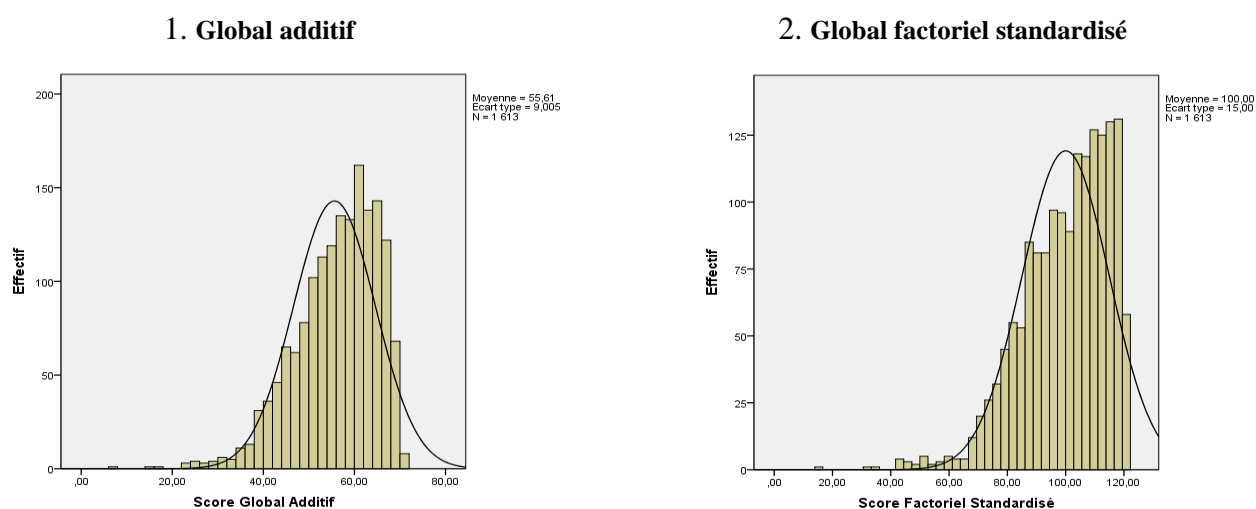 1. Global additif
200
150
100
50
0
,00 20,00 40,00 60,00 80,00
Effectif
Score Global Additif
Moyenne = 55,61
Ecart type = 9,005
N = 1 613
2. Global factoriel standardisé
125
100
75
50
25
0
,00 20,00 40,00 60,00 80,00 100,00 120,00
Effectif
Score Factoriel Standardisé
Moyenne = 100,00
Ecart type = 15,00
N = 1 613